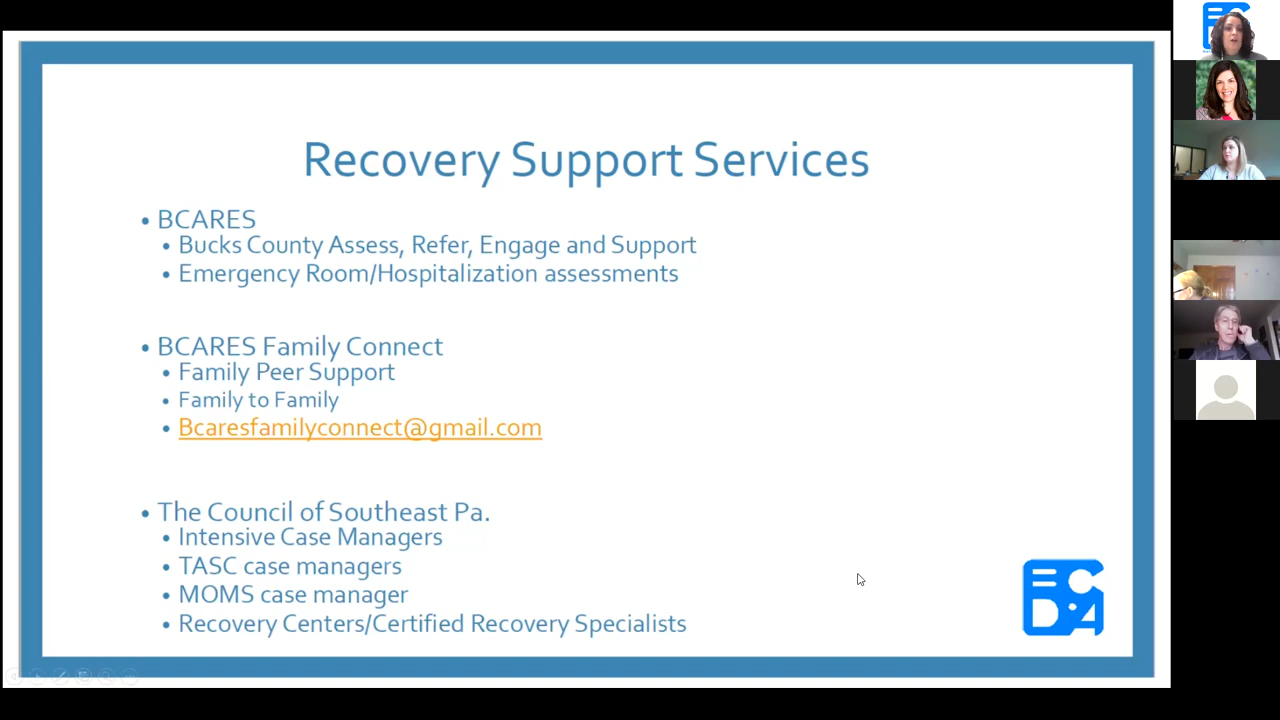 Recovery Support Services
• BCARES
• Bucks County Assess, Refer, Engage and Support
• Emergency Room/Hospitalization assessments
• BCARES Family Connect
• Family Peer Support
• Family to Family
• Bcaresfamilyconnect@gmail.com
• The Council of Southeast Pa.
• Intensive Case Managers
• TASC case managers
• MOMS case manager
• Recovery Centers/Certified Recovery Specialists